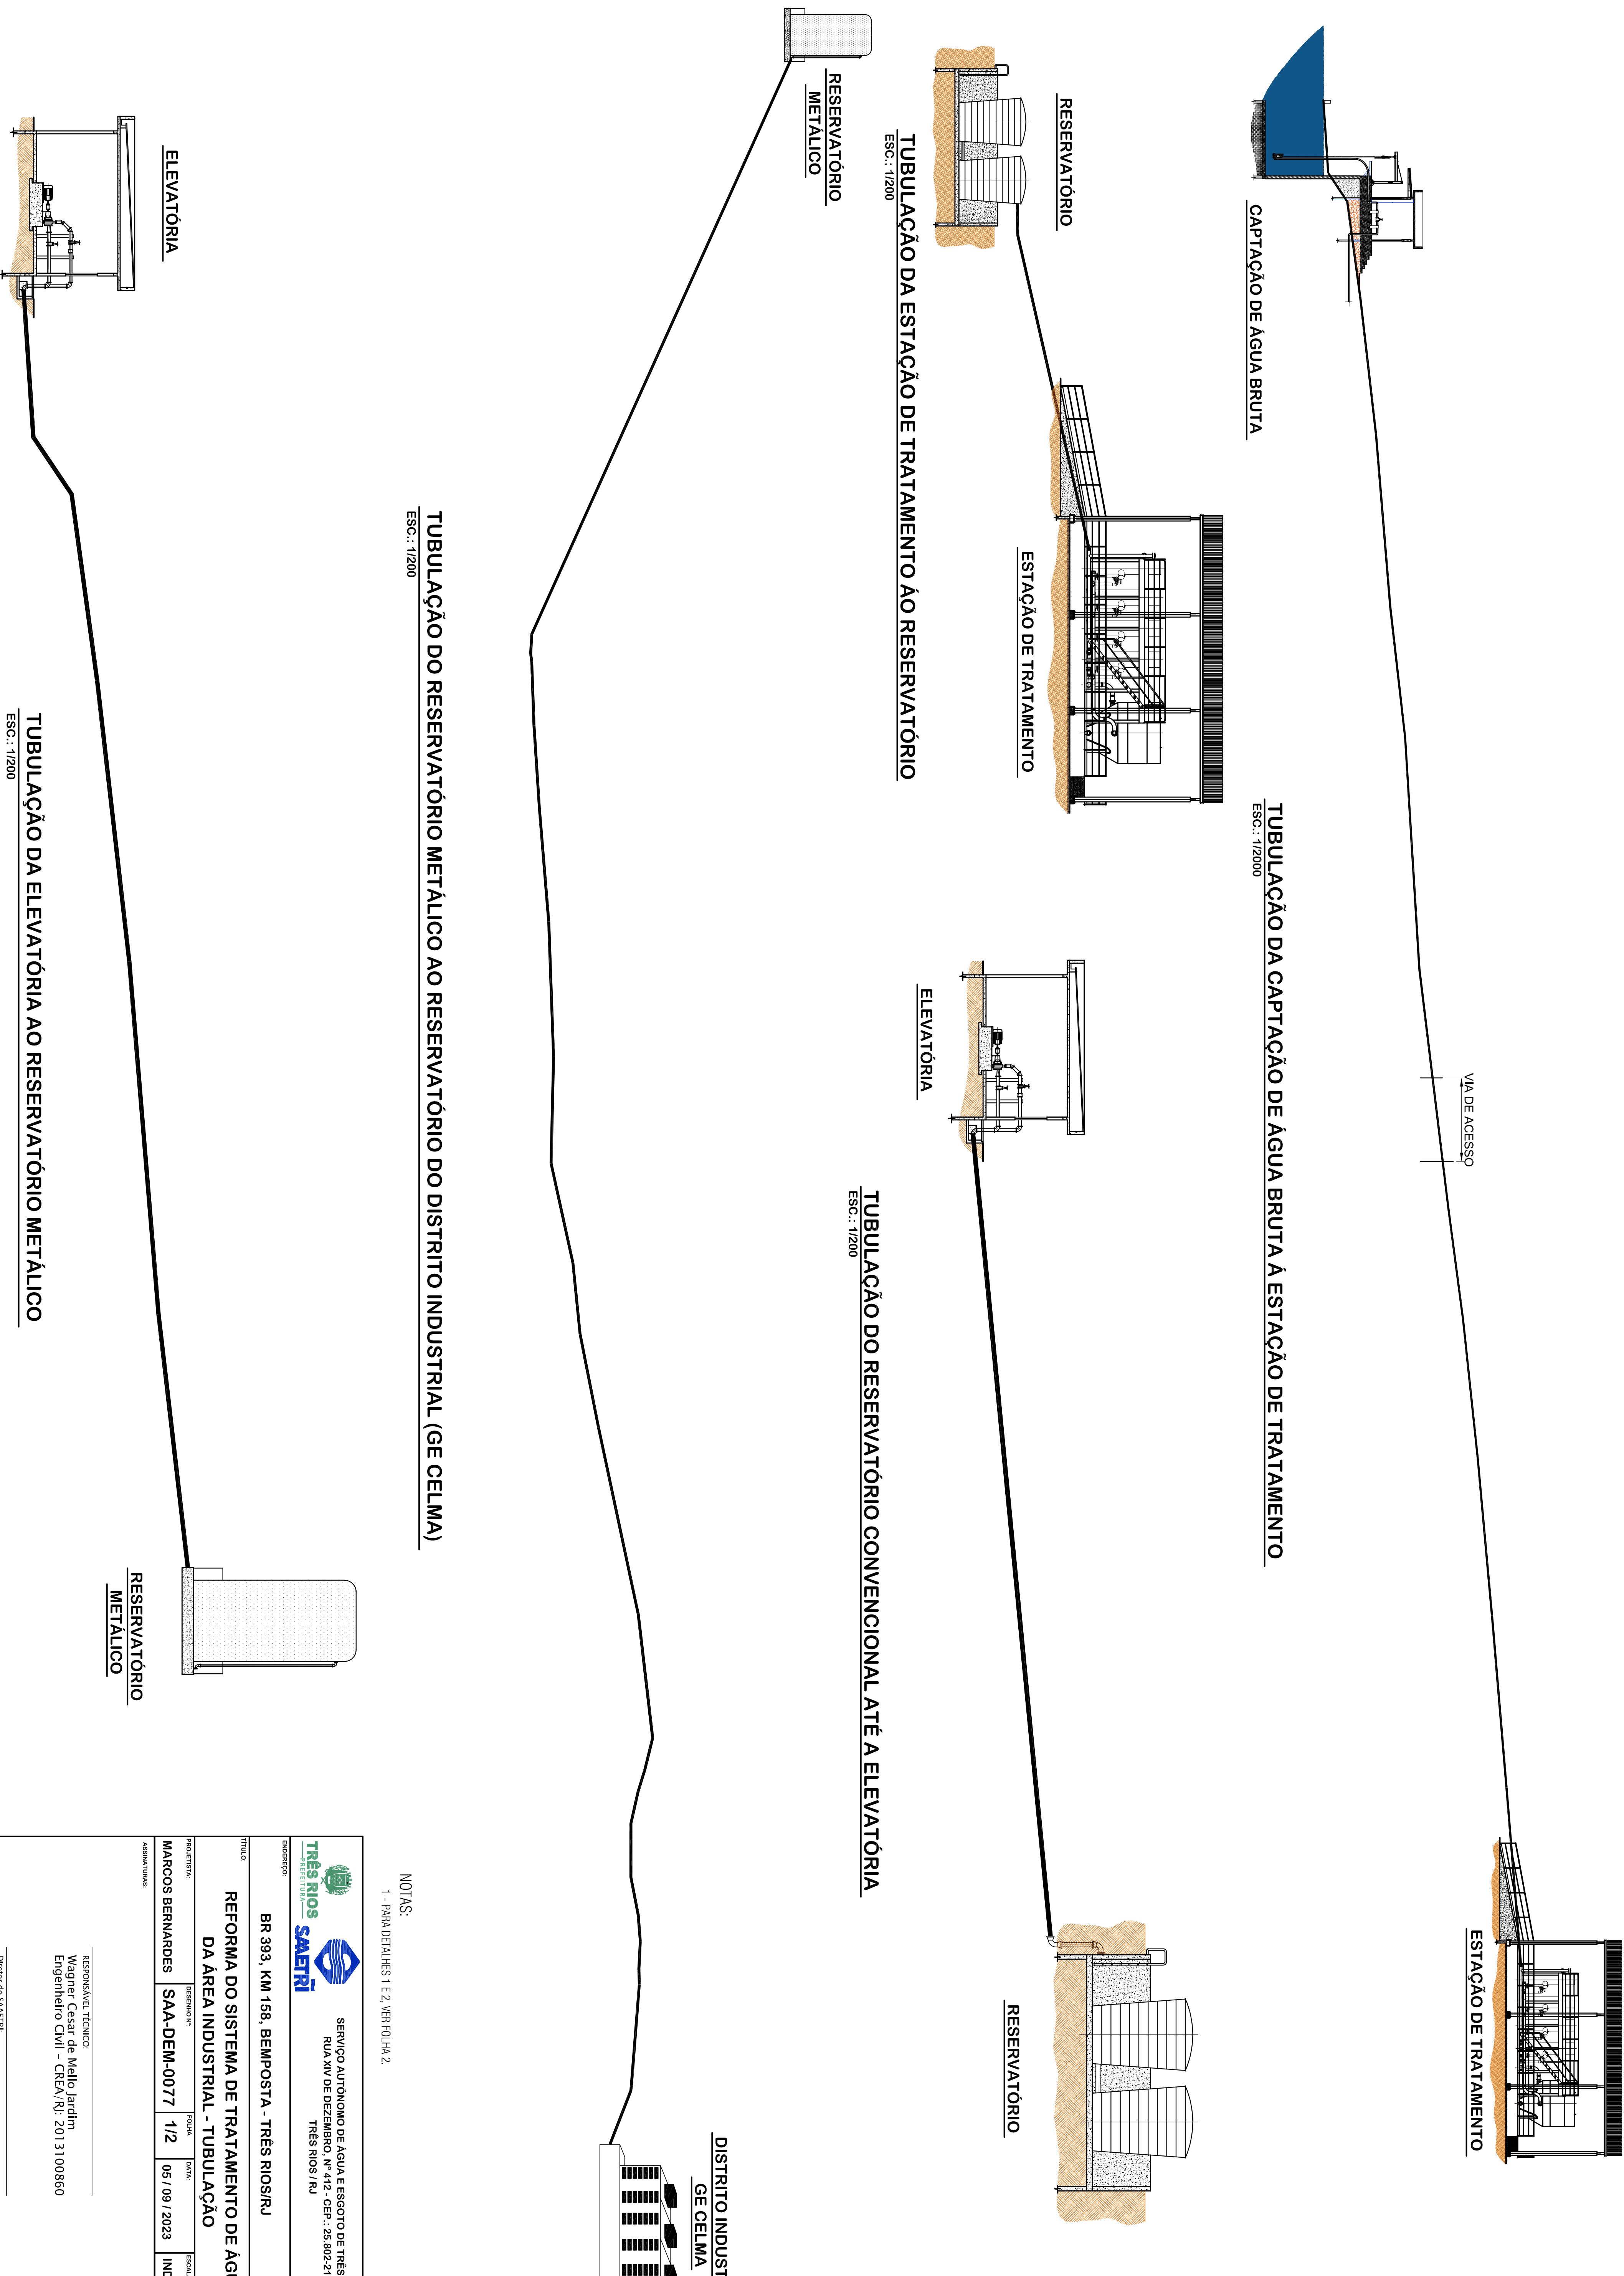 CAPTAÇÃO DE ÁGUA BRUTA
VIA DE ACESSO
ESTAÇÃO DE TRATAMENTO
TUBULAÇÃO DA CAPTAÇÃO DE ÁGUA BRUTA Á ESTAÇÃO DE TRATAMENTO
ESC.: 1/2000
RESERVATÓRIO
ESTAÇÃO DE TRATAMENTO
TUBULAÇÃO DA ESTAÇÃO DE TRATAMENTO ÁO RESERVATÓRIO
ESC.: 1/200
ELEVATÓRIA
RESERVATÓRIO
TUBULAÇÃO DO RESERVATÓRIO CONVENCIONAL ATÉ A ELEVATÓRIA
ESC.: 1/200
RESERVATÓRIO
METÁLICO
DISTRITO INDUST
GE CELMA
TUBULAÇÃO DO RESERVATÓRIO METÁLICO AO RESERVATÓRIO DO DISTRITO INDUSTRIAL (GE CELMA)
ESC.: 1/200
ELEVATÓRIA
RESERVATÓRIO
METÁLICO
TUBULAÇÃO DA ELEVATÓRIA AO RESERVATÓRIO METÁLICO
ESC.: 1/200
NOTAS:
1 - PARA DETALHES 1 E 2, VER FOLHA 2.
TRÊS RIOS
PREFEITURA
SAAETRI
SERVIÇO AUTÔNOMO DE ÁGUA E ESGOTO DE TRÊS
RUA XIV DE DEZEMBRO, Nº 412 - CEP.: 25.802-21
TRÊS RIOS / RJ
ENDEREÇO:
BR 393, KM 158, BEMPOSTA - TRÊS RIOS/RJ
TÍTULO:
REFORMA DO SISTEMA DE TRATAMENTO DE ÁGU
DA ÁREA INDUSTRIAL - TUBULAÇÃO
PROJETISTA:
MARCOS BERNARDES
DESENHO Nº:
SAA-DEM-0077
FOLHA
1/2
DATA:
05 / 09 / 2023
ESCAL
IND
ASSINATURAS:
RESPONSÁVEL TÉCNICO:
Wagner Cesar de Mello Jardim
Engenheiro Civil - CREA/RJ: 2013100860